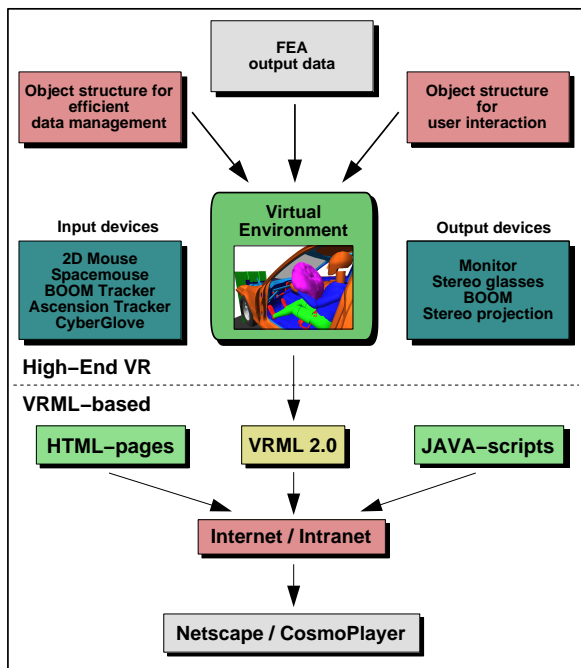 FEA
output data
Object structure for
efficient
data management
Object structure
for
user interaction
Virtual
Environment
Input devices
2D Mouse
Spacemouse
BOOM Tracker
Ascension Tracker
CyberGlove
Output devices
Monitor
Stereo glasses
BOOM
Stereo projection
High–End VR
VRML–based
HTML–pages
VRML 2.0
JAVA–scripts
Internet / Intranet
Netscape / CosmoPlayer